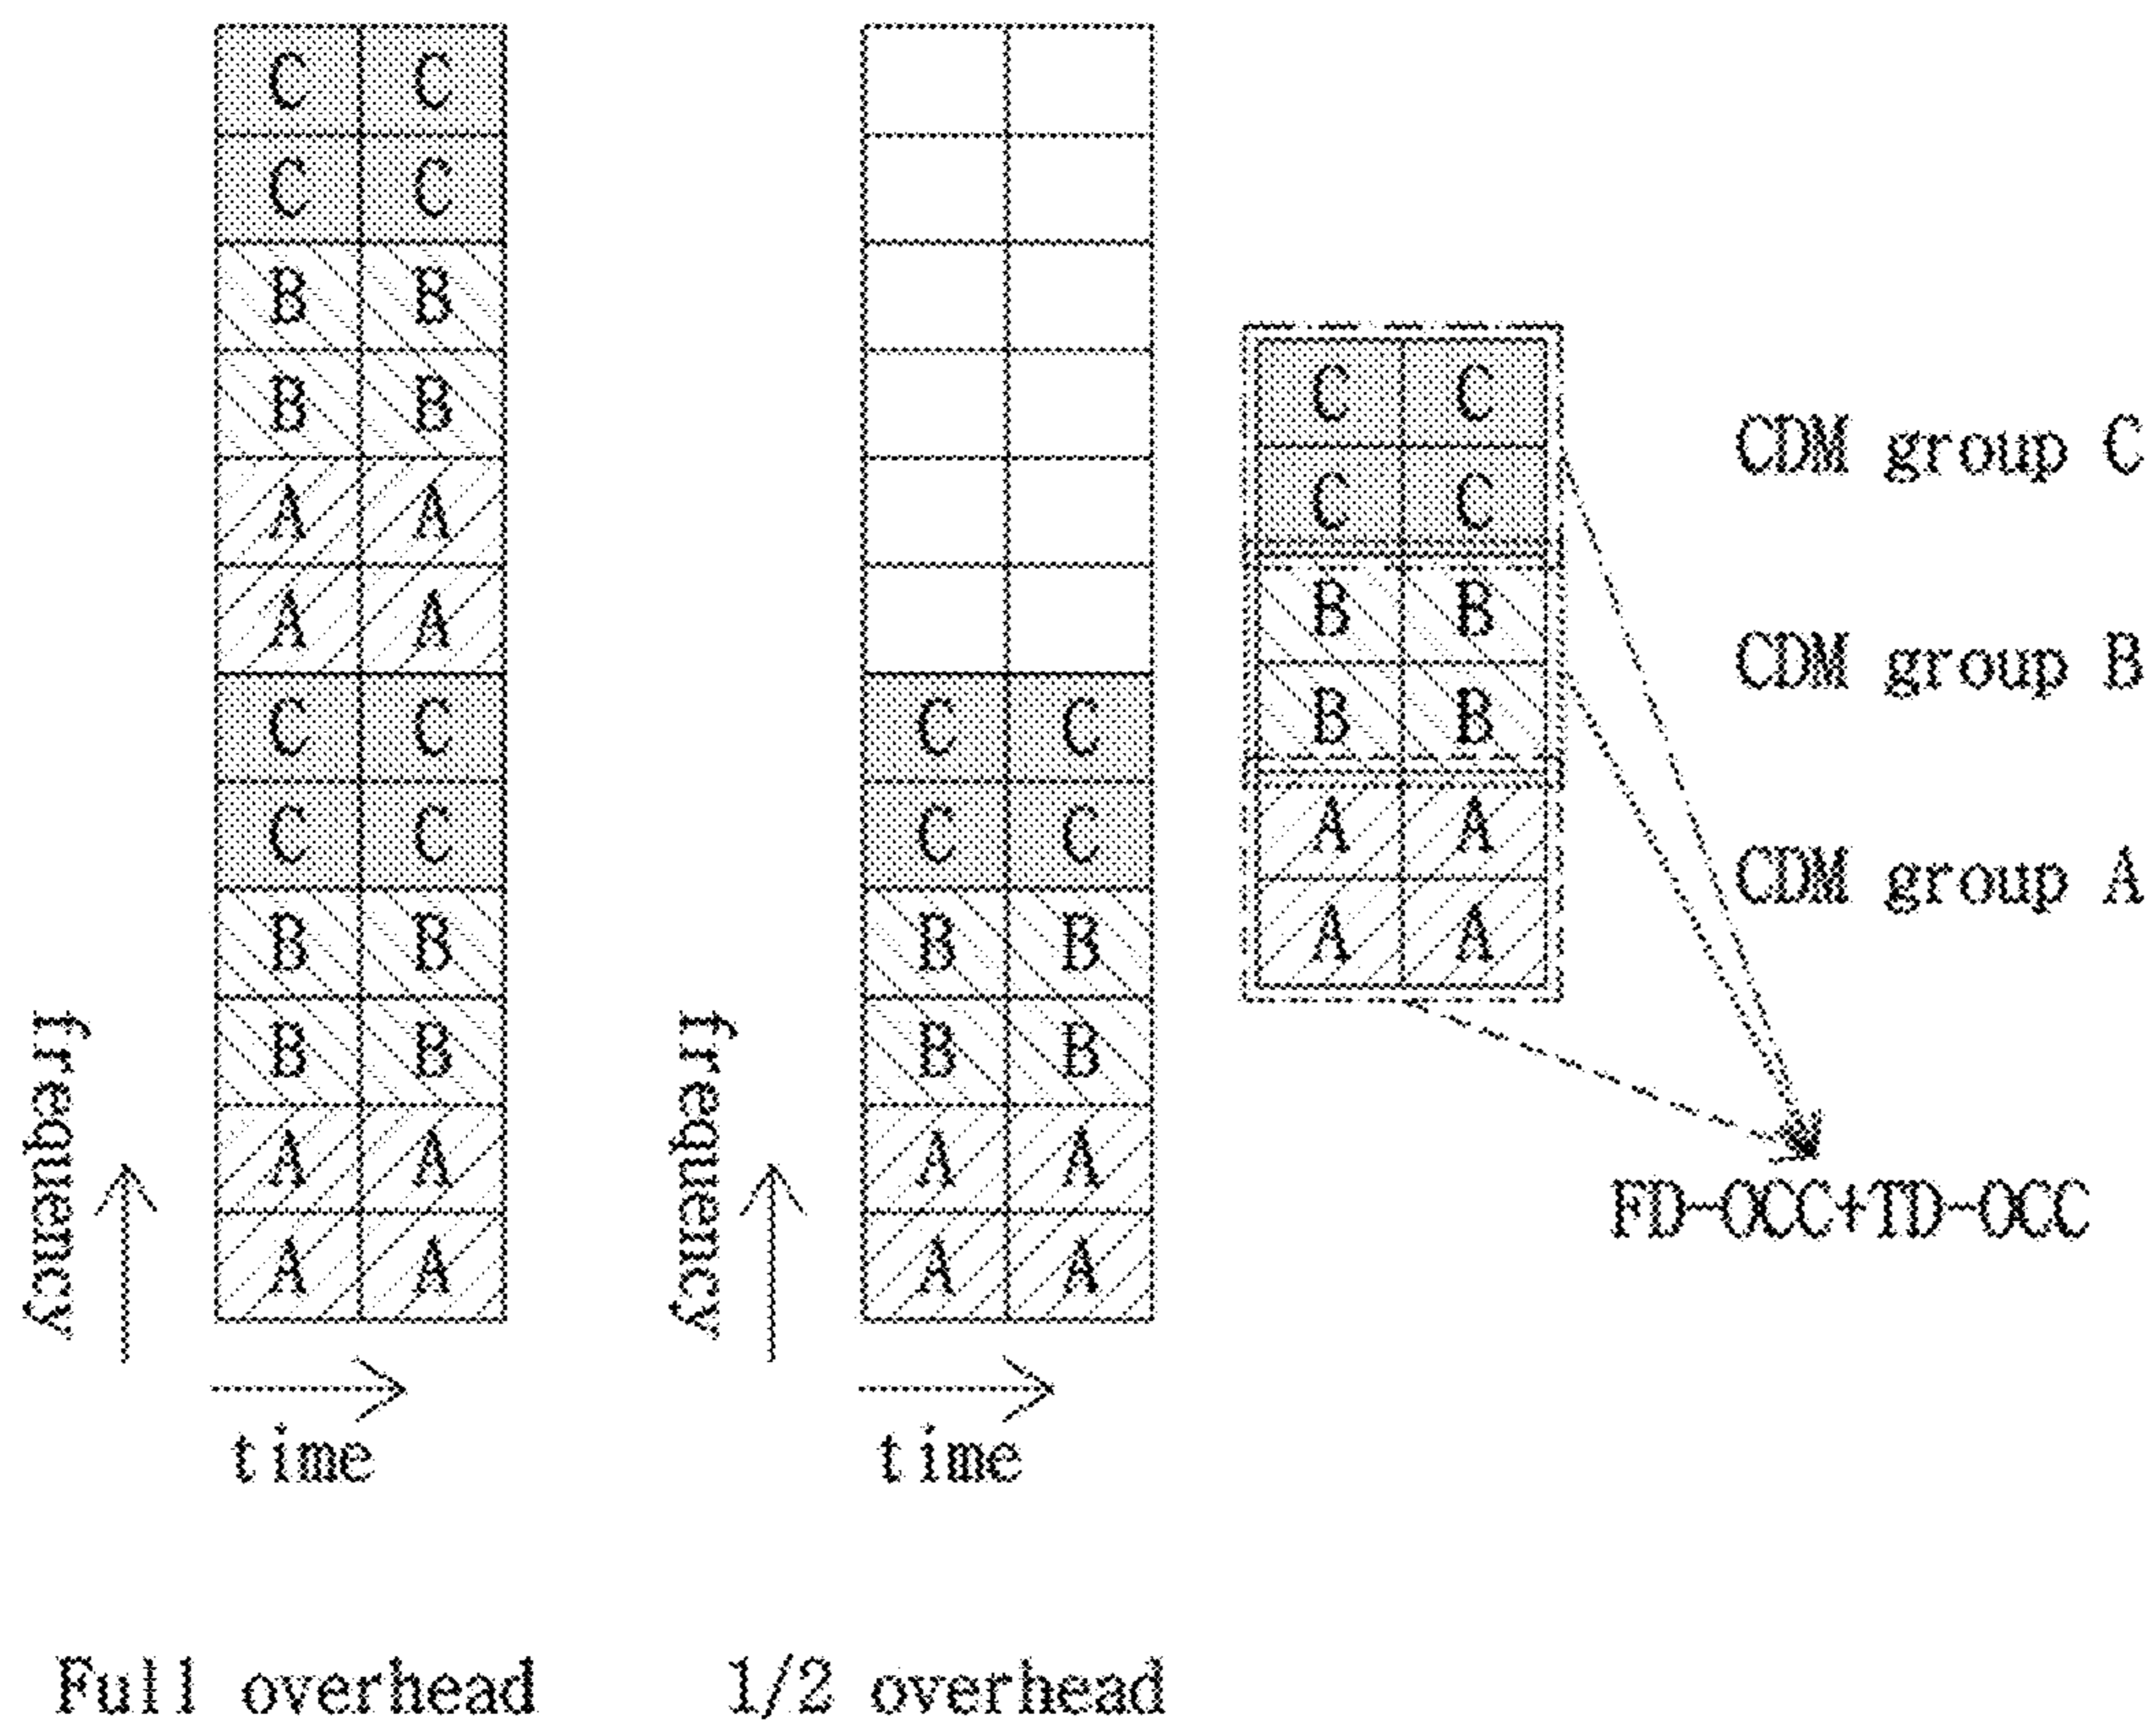 C C
C C
B B
B B
A A
A A
C C
C C
B B
B B
A A
A A
frequency
time
Full overhead
C C
C C
B B
B B
A A
A A
frequency
time
1/2 overhead
C C
C C
B B
B B
A A
A A
CDM group C
CDM group B
CDM group A
FD-OCC+TD-OCC